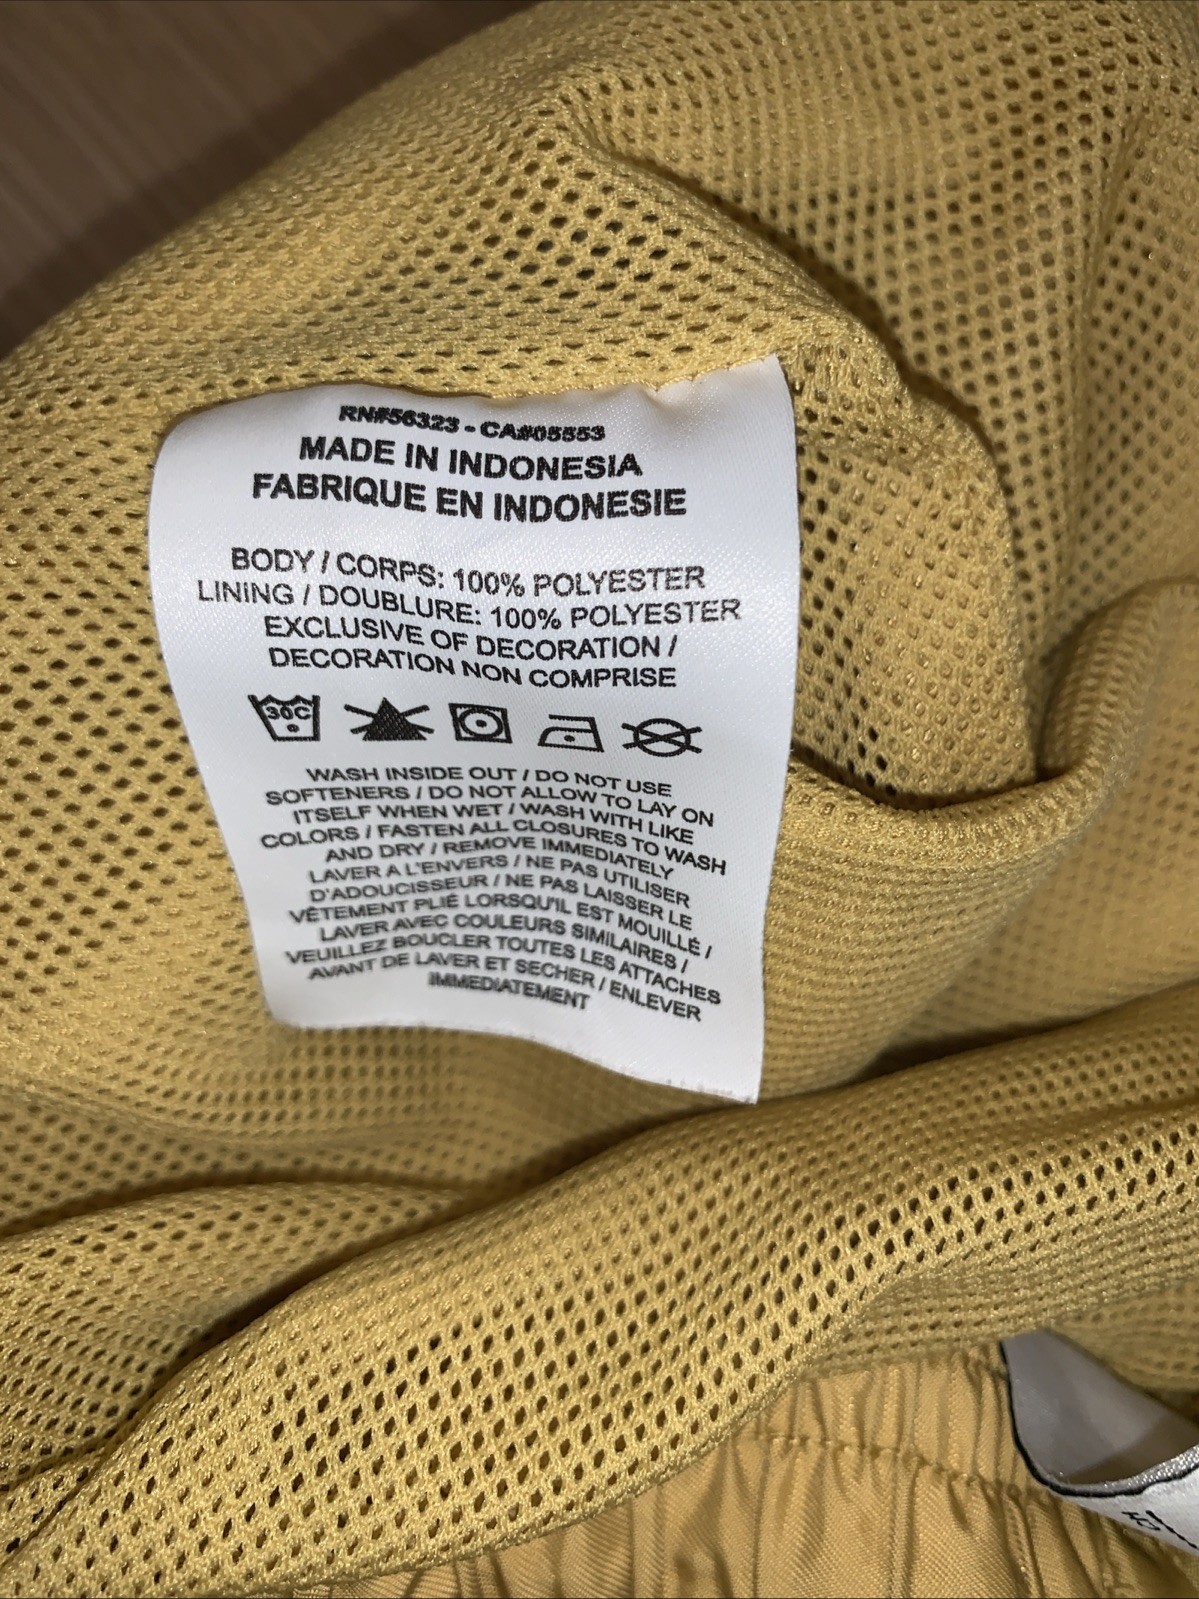 RN#56323 - CA#05553
MADE IN INDONESIA
FABRIQUE EN INDONESIE
BODY / CORPS: 100% POLYESTER
LINING / DOUBLURE: 100% POLYESTER
EXCLUSIVE OF DECORATION /
DECORATION NON COMPRISE
30C
WASH INSIDE OUT / DO NOT USE
SOFTENERS / DO NOT ALLOW TO LAY ON
ITSELF WHEN WET / WASH WITH LIKE
COLORS / FASTEN ALL CLOSURES TO WASH
AND DRY / REMOVE IMMEDIATELY
LAVER A L'ENVERS / NE PAS UTILISER
D'ADOUCISSEUR / NE PAS LAISSER LE
VÊTEMENT PLIÉ LORSQU'IL EST MOUILLÉ /
LAVER AVEC COULEURS SIMILAIRES /
VEUILLEZ BOUCLER TOUTES LES ATTACHES
AVANT DE LAVER ET SECHER / ENLEVER
IMMEDIATEMENT